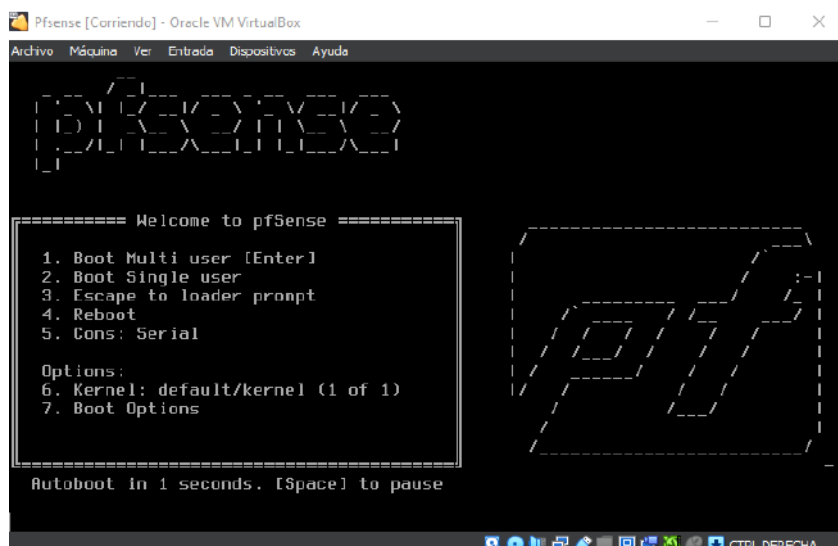 Pfsense [Corriendo] - Oracle VM VirtualBox
Archivo Máquina Ver Entrada Dispositivos Ayuda
pfsense
Welcome to pfSense
1. Boot Multi user [Enter]
2. Boot Single user
3. Escape to loader prompt
4. Reboot
5. Cons: Serial
Options:
6. Kernel: default/kernel (1 of 1)
7. Boot Options
pf
Autoboot in 1 seconds. [Space] to pause
CTRL DERECHA